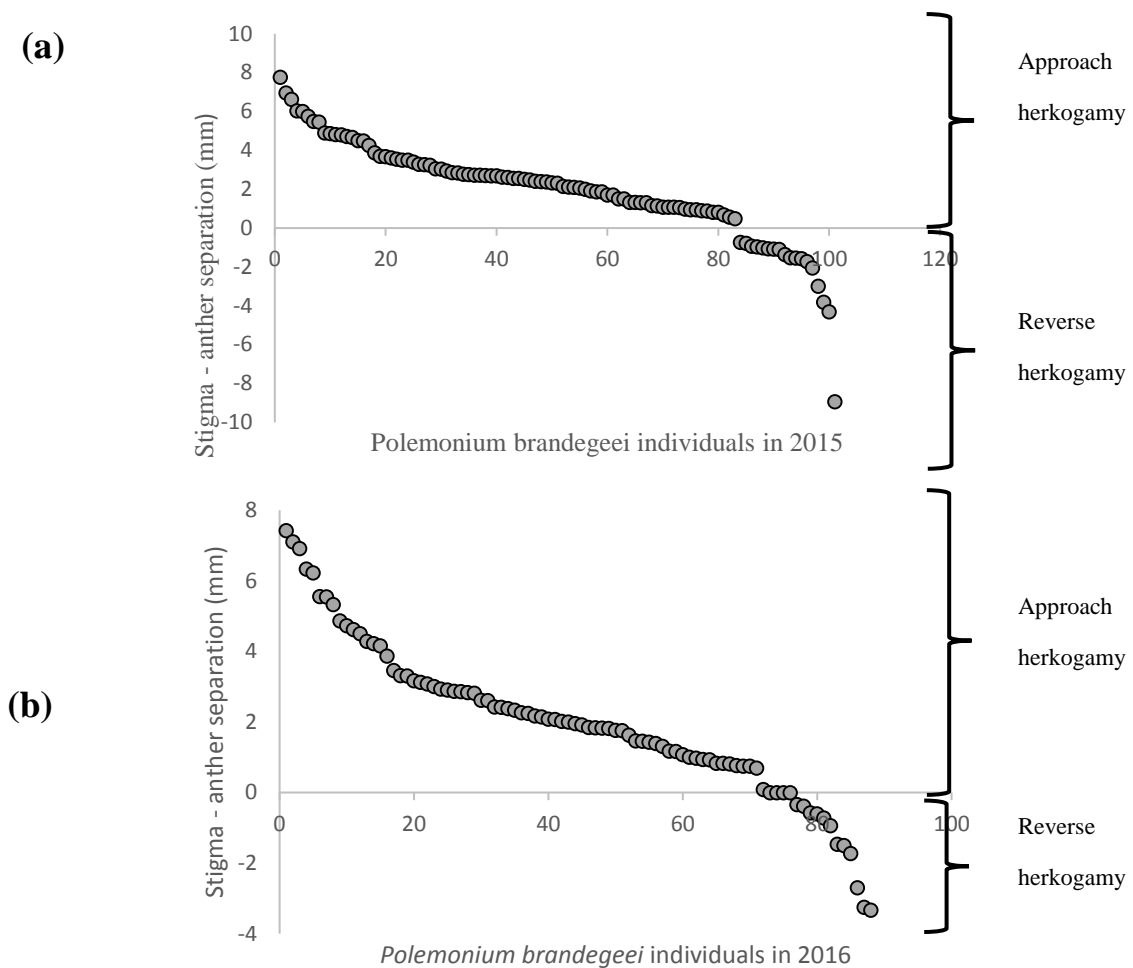 (a)
Stigma - anther separation (mm)
10
8
6
4
2
0
-2
-4
-6
-8
-10
0
20
40
60
80
100
120
Polemonium brandegeei individuals in 2015
Approach
herkogamy
Reverse
herkogamy
(b)
Stigma - anther separation (mm)
8
6
4
2
0
-2
-4
0
20
40
60
80
100
Polemonium brandegeei individuals in 2016
Approach
herkogamy
Reverse
herkogamy